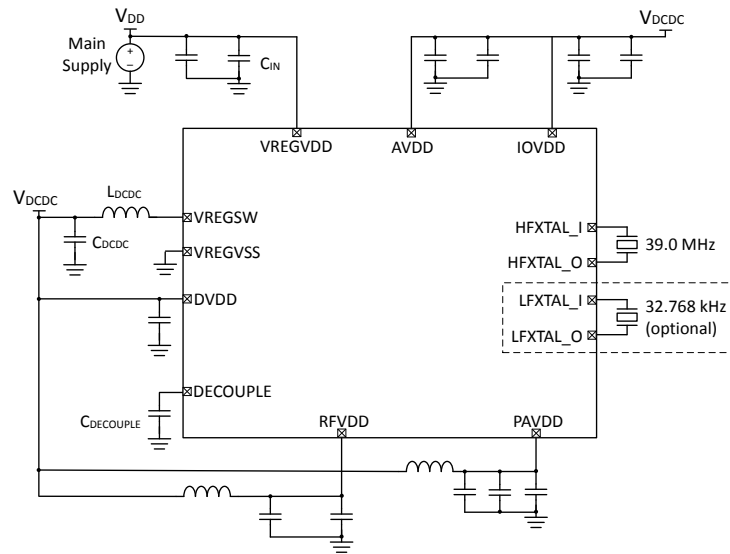 VDD
VDCDC
Main
Supply
CIN
VREGVDD
AVDD
IOVDD
VDCDC
LDCDC
VREGSW
HFXTAL_I
CDCDC
39.0 MHz
VREGVSS
HFXTAL_O
DVDD
LFXTAL_I
32.768 kHz
(optional)
LFXTAL_O
DECOUPLE
CDECOUPLE
RFVDD
PAVDD